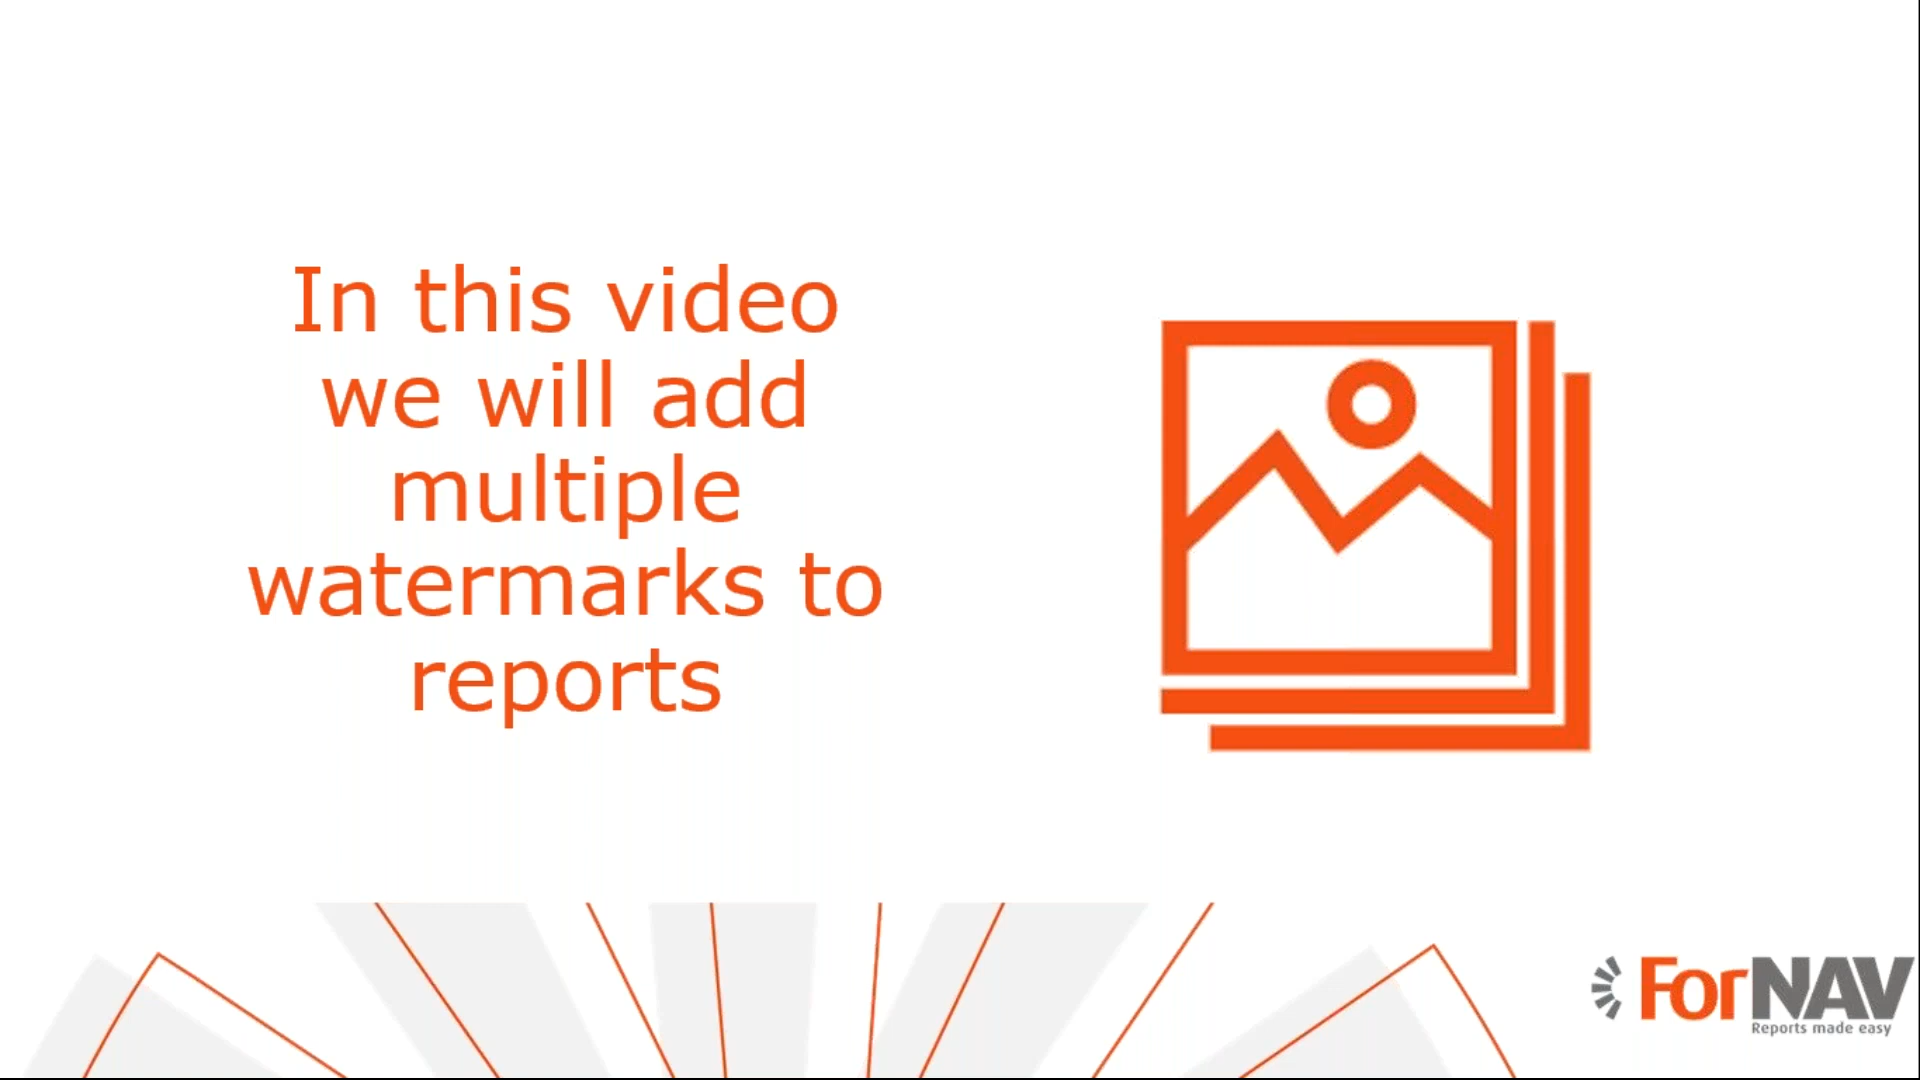 In this video
we will add
multiple
watermarks to
reports
ForNAV
Reports made easy